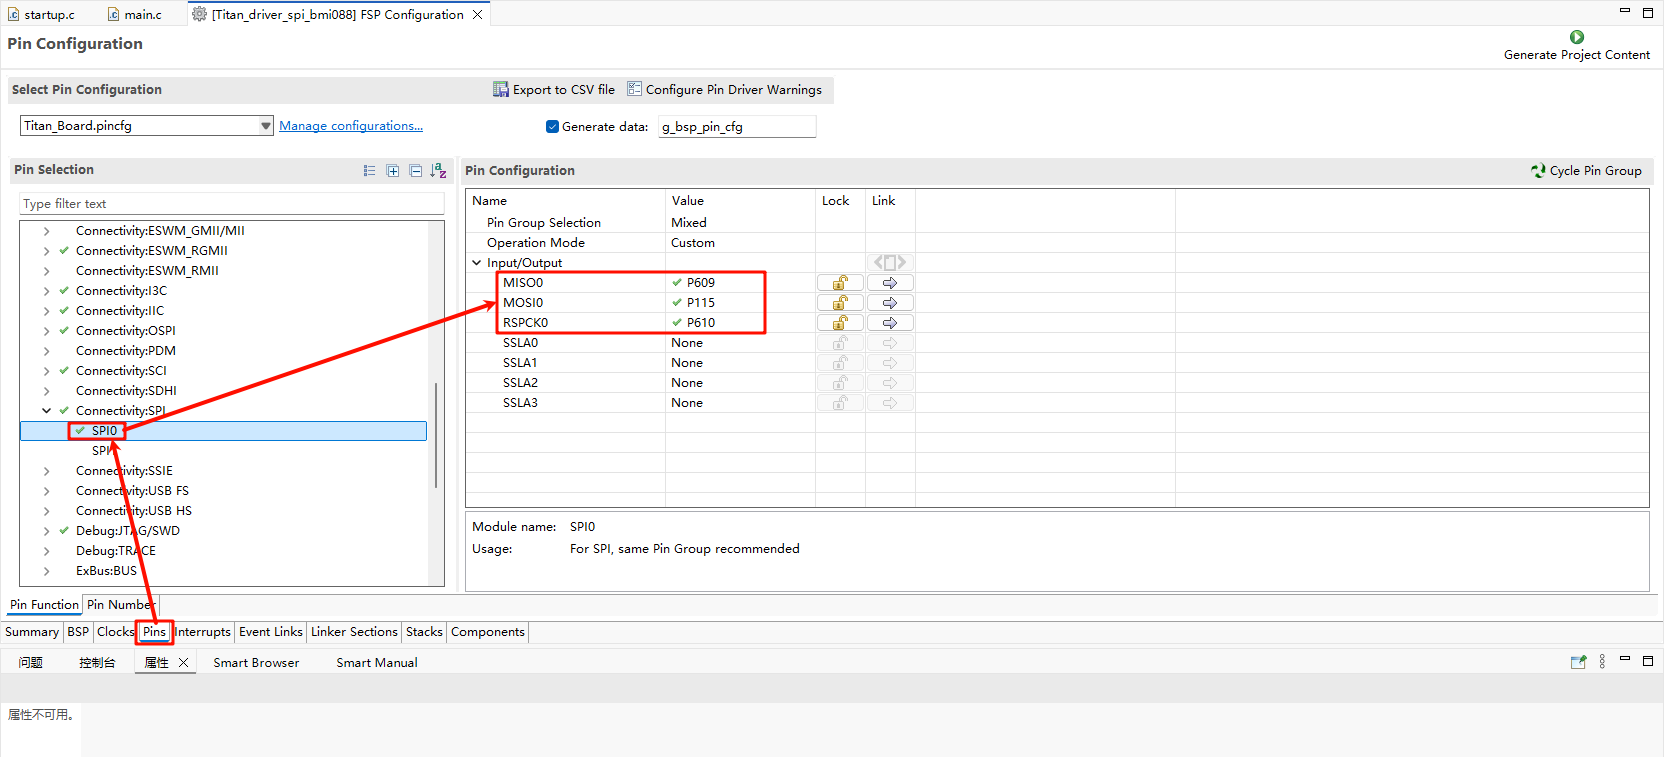 startup.c
main.c
[Titan_driver_spi_bmi088] FSP Configuration
Pin Configuration
Generate Project Content
Select Pin Configuration
Export to CSV file
Configure Pin Driver Warnings
Titan_Board.pincfg
Manage configurations...
Generate data:
g_bsp_pin_cfg
Pin Selection
Type filter text
Connectivity:ESWM_GMII/MII
Connectivity:ESWM_RGMII
Connectivity:ESWM_RMII
Connectivity:I3C
Connectivity:IIC
Connectivity:OSPI
Connectivity:PDM
Connectivity:SCI
Connectivity:SDHI
Connectivity:SPI
SPI0
Connectivity:SSIE
Connectivity:USB FS
Connectivity:USB HS
Debug:JTAG/SWD
Debug:TRACE
ExBus:BUS
Pin Configuration
Cycle Pin Group
Name Value Lock Link
Pin Group Selection Mixed
Operation Mode Custom
Input/Output
MISO0 P609
MOSI0 P115
RSPCK0 P610
SSLA0 None
SSLA1 None
SSLA2 None
SSLA3 None
Module name: SPI0
Usage: For SPI, same Pin Group recommended
Pin Function Pin Number
Summary BSP Clocks Pins Interrupts Event Links Linker Sections Stacks Components
问题 控制台 属性 Smart Browser Smart Manual
属性不可用。